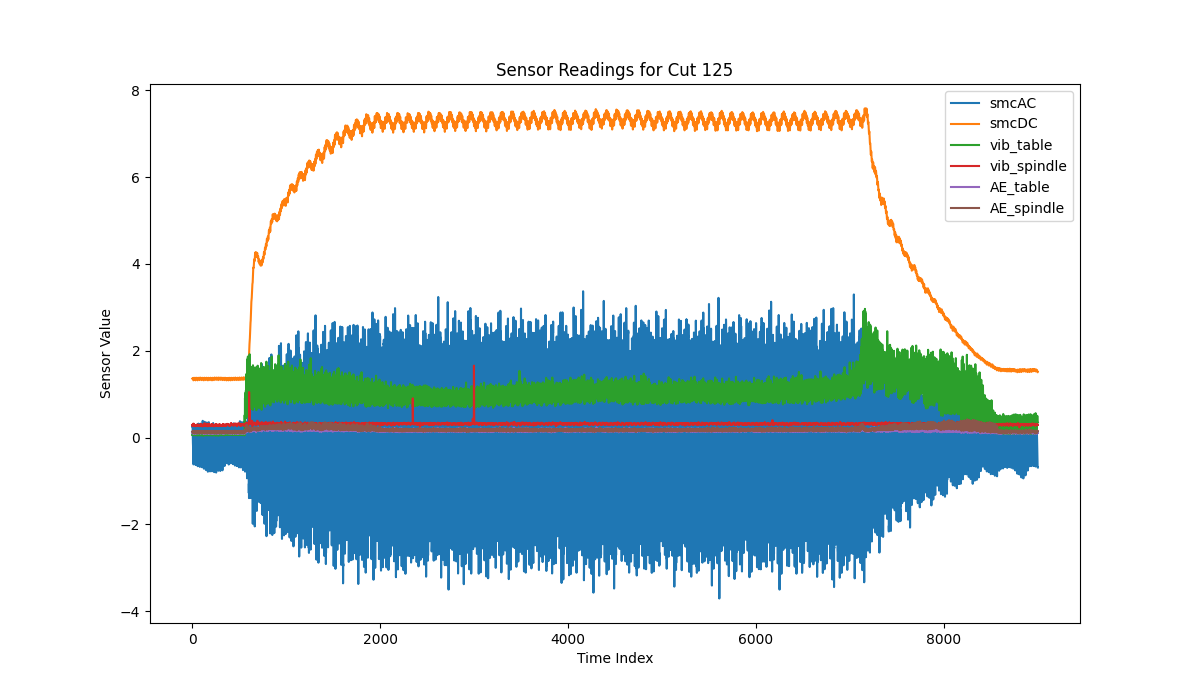 Sensor Readings for Cut 125
8
6
4
2
0
−2
−4
Sensor Value
0
2000
4000
6000
8000
Time Index
smcAC
smcDC
vib_table
vib_spindle
AE_table
AE_spindle